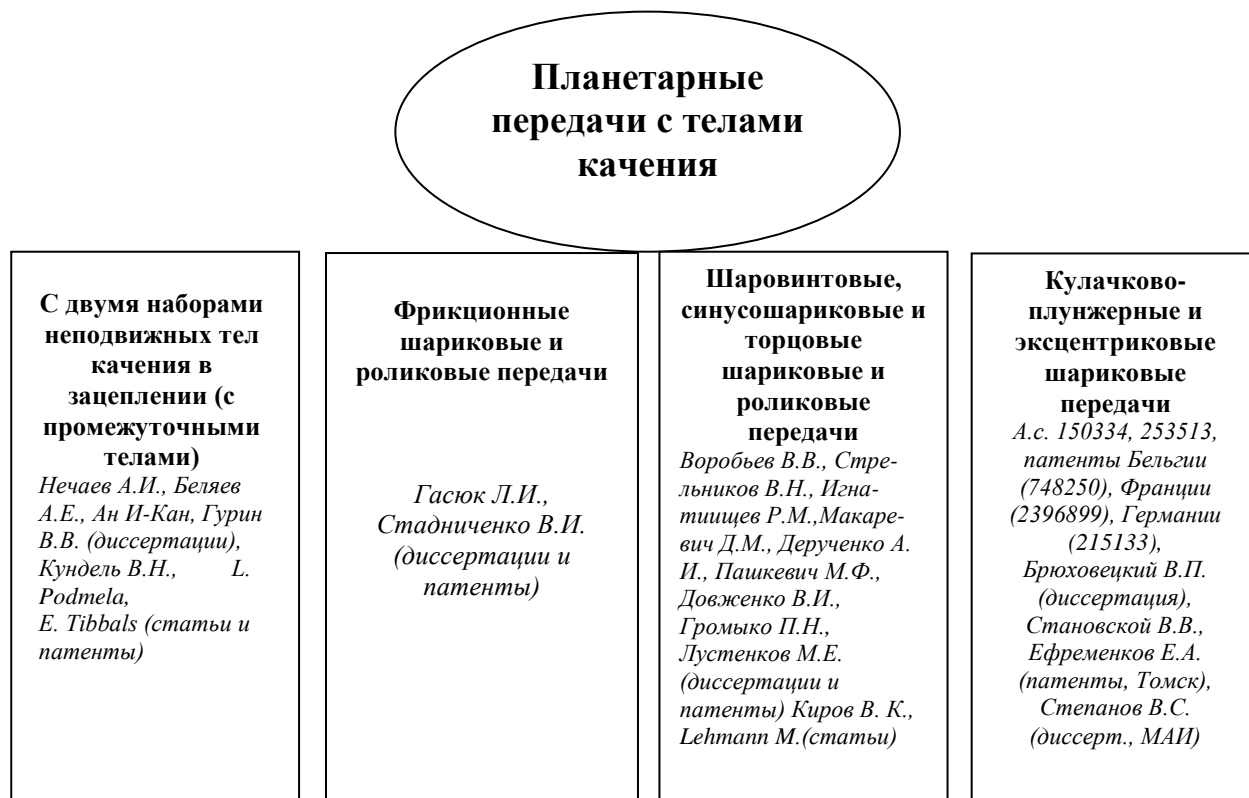 Планетарные
передачи с телами
качения
С двумя наборами
неподвижных тел
качения в
зацеплении (с
промежуточными
телами)
Нечаев А.И., Беляев
А.Е., Ан И-Кан, Гурин
В.В. (диссертации),
Кундель В.Н., L.
Podmela,
E. Tibbals (статьи и
патенты)
Фрикционные
шариковые и
роликовые передачи
Гасюк Л.И.,
Стадниченко В.И.
(диссертации и
патенты)
Шаровинтовые,
синусошариковые и
торцовые
шариковые и
роликовые
передачи
Воробьев В.В., Стре-
льников В.Н., Игна-
тиищев Р.М.,Макаре-
вич Д.М., Дерученко А.
И., Пашкевич М.Ф.,
Довженко В.И.,
Громыко П.Н.,
Лустенков М.Е.
(диссертации и
патенты) Киров В. К.,
Lehmann M.(статьи)
Кулачково-
плунжерные и
эксцентриковые
шариковые
передачи
А.с. 150334, 253513,
патенты Бельгии
(748250), Франции
(2396899), Германии
(215133),
Брюховецкий В.П.
(диссертация),
Становской В.В.,
Ефременков Е.А.
(патенты, Томск),
Степанов В.С.
(диссерт., МАИ)